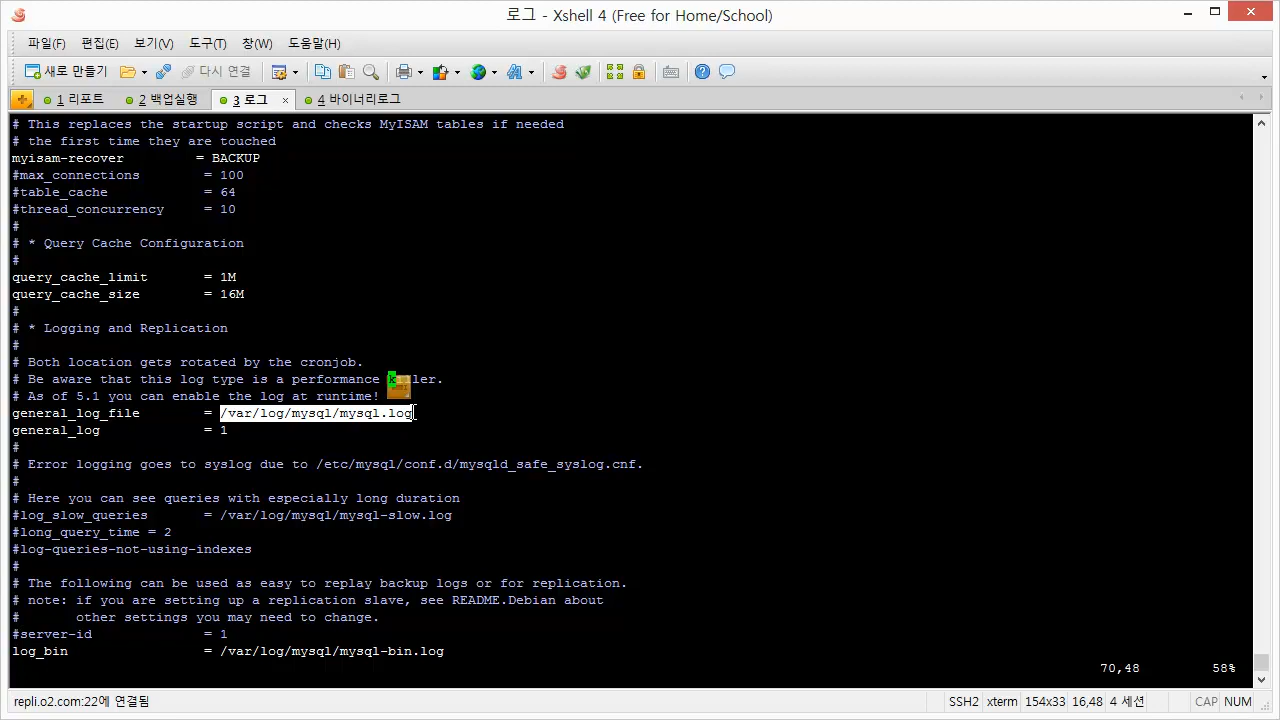 로그 - Xshell 4 (Free for Home/School)
파일(F) 편집(E) 보기(V) 도구(T) 창(W) 도움말(H)
새로 만들기 다시 연결
1 리포트 2 백업실행 3 로그 × 4 바이너리로그
# This replaces the startup script and checks MyISAM tables if needed
# the first time they are touched
myisam-recover = BACKUP
#max_connections = 100
#table_cache = 64
#thread_concurrency = 10
#
# * Query Cache Configuration
#
query_cache_limit = 1M
query_cache_size = 16M
#
# * Logging and Replication
#
# Both location gets rotated by the cronjob.
# Be aware that this log type is a performance killer.
# As of 5.1 you can enable the log at runtime!
general_log_file = /var/log/mysql/mysql.log
general_log = 1
#
# Error logging goes to syslog due to /etc/mysql/conf.d/mysqld_safe_syslog.cnf.
#
# Here you can see queries with especially long duration
#log_slow_queries = /var/log/mysql/mysql-slow.log
#long_query_time = 2
#log-queries-not-using-indexes
#
# The following can be used as easy to replay backup logs or for replication.
# note: if you are setting up a replication slave, see README.Debian about
# other settings you may need to change.
#server-id = 1
log_bin = /var/log/mysql/mysql-bin.log
70,48 58%
repli.o2.com:22에 연결됨 SSH2 xterm 154x33 16,48 4 세션 CAP NUM